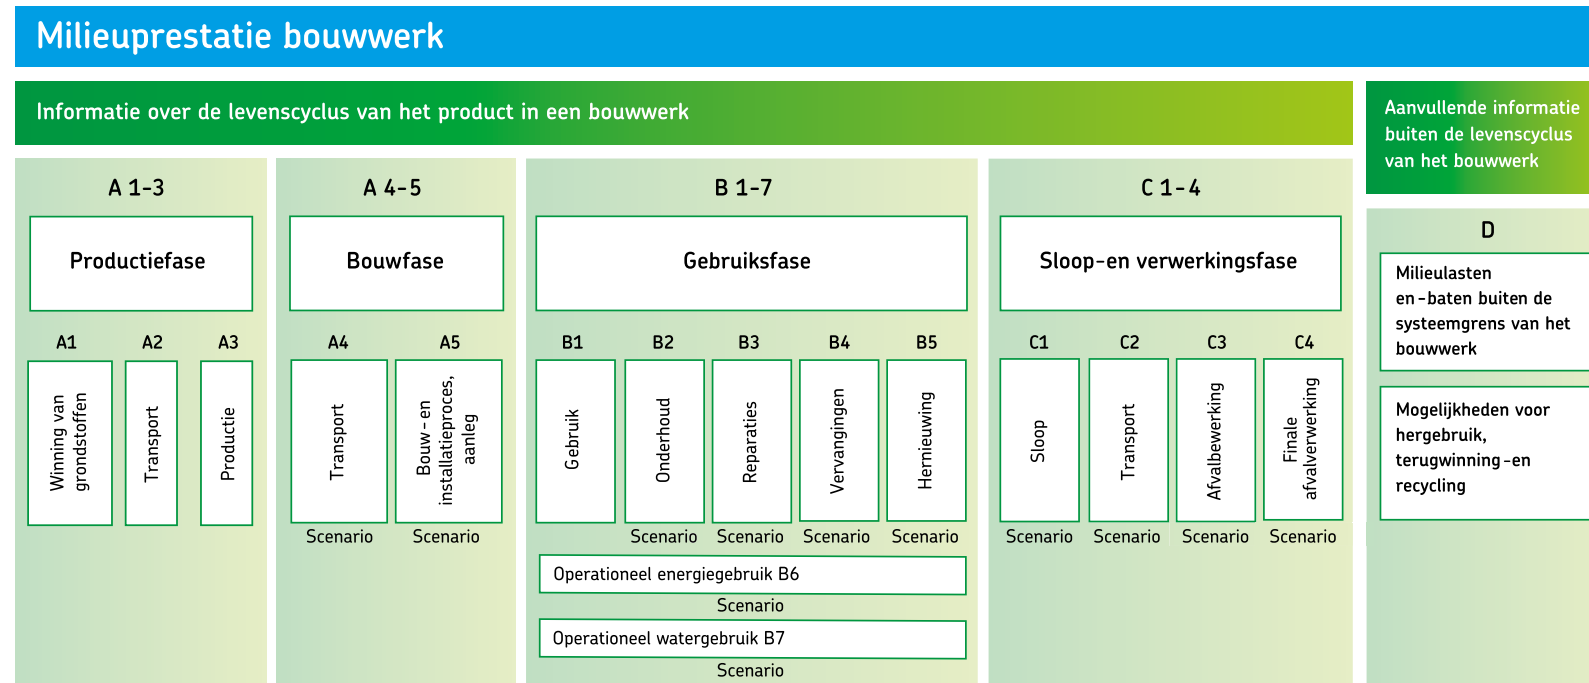 Milieuprestatie bouwwerk
Informatie over de levenscyclus van het product in een bouwwerk
Aanvullende informatie
buiten de levenscyclus
van het bouwwerk
A 1-3
Productiefase
A1
Winning van
grondstoffen
A2
Transport
A3
Productie
A 4-5
Bouwfase
A4
Transport
Scenario
A5
Bouw- en
installatieproces,
aanleg
Scenario
B 1-7
Gebruiksfase
B1
Gebruik
B2
Onderhoud
Scenario
B3
Reparaties
Scenario
B4
Vervangingen
Scenario
B5
Hernieuwing
Scenario
Operationeel energiegebruik B6
Scenario
Operationeel watergebruik B7
Scenario
C 1-4
Sloop-en verwerkingsfase
C1
Sloop
Scenario
C2
Transport
Scenario
C3
Afvalbewerking
Scenario
C4
Finale
afvalverwerking
Scenario
D
Milieulasten
en-baten buiten de
systeemgrens van het
bouwwerk
Mogelijkheden voor
hergebruik,
terugwinning-en
recycling